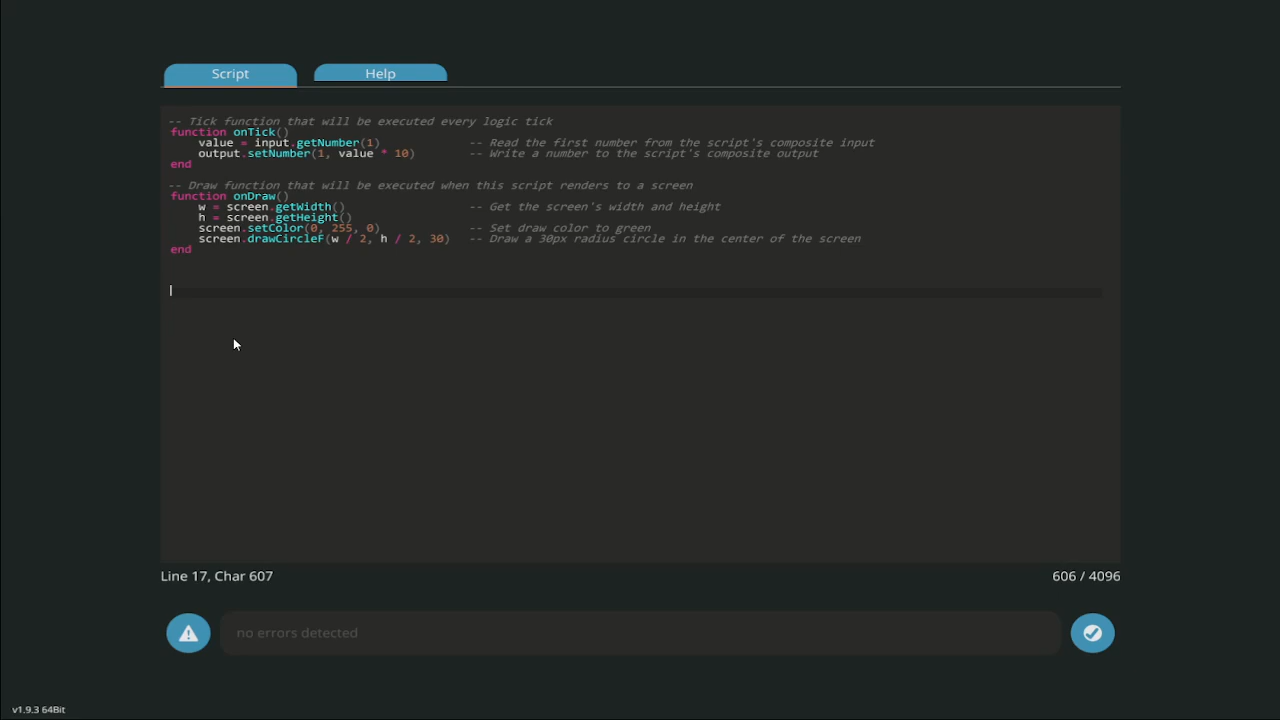 Script
Help
-- Tick function that will be executed every logic tick
function onTick()
value = input.getNumber(1) -- Read the first number from the script's composite input
output.setNumber(1, value * 10) -- Write a number to the script's composite output
end
-- Draw function that will be executed when this script renders to a screen
function onDraw()
w = screen.getWidth() -- Get the screen's width and height
h = screen.getHeight()
screen.setColor(0, 255, 0) -- Set draw color to green
screen.drawCircleF(w / 2, h / 2, 30) -- Draw a 30px radius circle in the center of the screen
end
Line 17, Char 607
606 / 4096
no errors detected
v1.9.3 64Bit